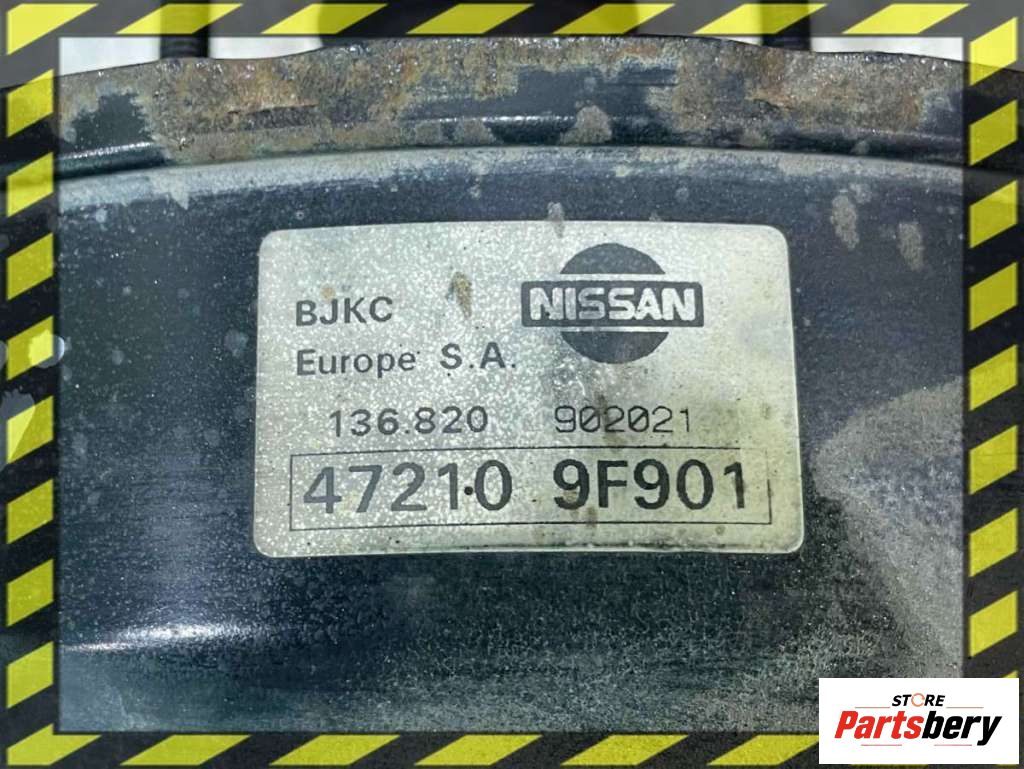 BJKC
NISSAN
Europe S.A.
136.820 902021
47210 9F901
STORE
Partsbery